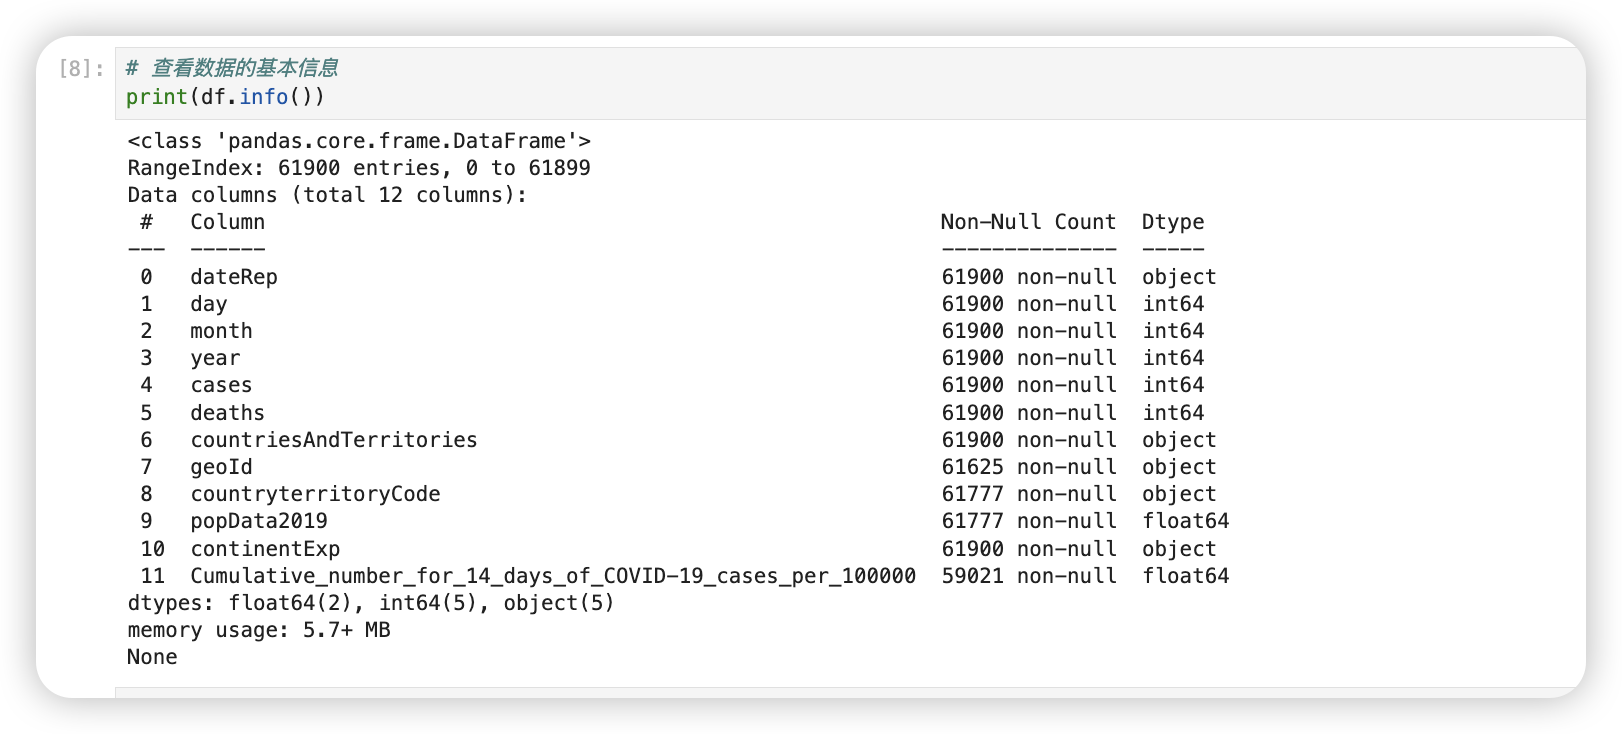 [8]: # 查看数据的基本信息
print(df.info())
<class 'pandas.core.frame.DataFrame'>
RangeIndex: 61900 entries, 0 to 61899
Data columns (total 12 columns):
 #   Column                                                      Non-Null Count  Dtype
---  ------                                                      --------------  -----
 0   dateRep                                                     61900 non-null  object
 1   day                                                         61900 non-null  int64
 2   month                                                       61900 non-null  int64
 3   year                                                        61900 non-null  int64
 4   cases                                                       61900 non-null  int64
 5   deaths                                                      61900 non-null  int64
 6   countriesAndTerritories                                     61900 non-null  object
 7   geoId                                                       61625 non-null  object
 8   countryterritoryCode                                        61777 non-null  object
 9   popData2019                                                 61777 non-null  float64
 10  continentExp                                                61900 non-null  object
 11  Cumulative_number_for_14_days_of_COVID-19_cases_per_100000  59021 non-null  float64
dtypes: float64(2), int64(5), object(5)
memory usage: 5.7+ MB
None